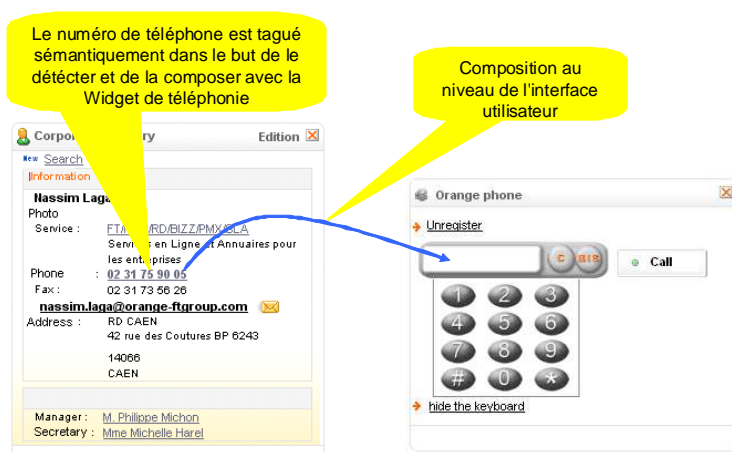 Le numéro de téléphone est tagué
sémantiquement dans le but de le
détécter et de la composer avec la
Widget de téléphonie
Composition au
niveau de l'interface
utilisateur
Edition
New Search
Information
Nassim Laga
Photo
Service :
Services en Ligne et Annuaires pour
les entreprises
Phone : 02 31 75 90 05
Fax : 02 31 73 56 26
nassim.laga@orange-ftgroup.com
Address : RD CAEN
42 rue des Coutures BP 6243
14066
CAEN
Manager : M. Philippe Michon
Secretary : Mme Michelle Harel
Orange phone
Unregister
C BIS
Call
1 2 3
4 5 6
7 8 9
# 0 *
hide the keyboard